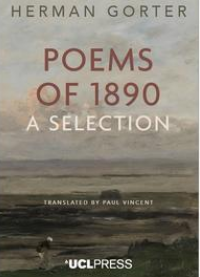 HERMAN GORTER
POEMS
OF 1890
A SELECTION
TRANSLATED BY PAUL VINCENT
UCLPRESS